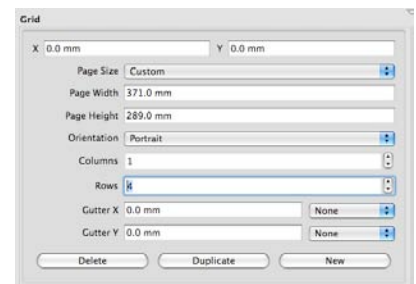 Grid
X 0.0 mm Y 0.0 mm
Page Size Custom
Page Width 371.0 mm
Page Height 289.0 mm
Orientation Portrait
Columns 1
Rows 4
Gutter X 0.0 mm None
Gutter Y 0.0 mm None
Delete Duplicate New